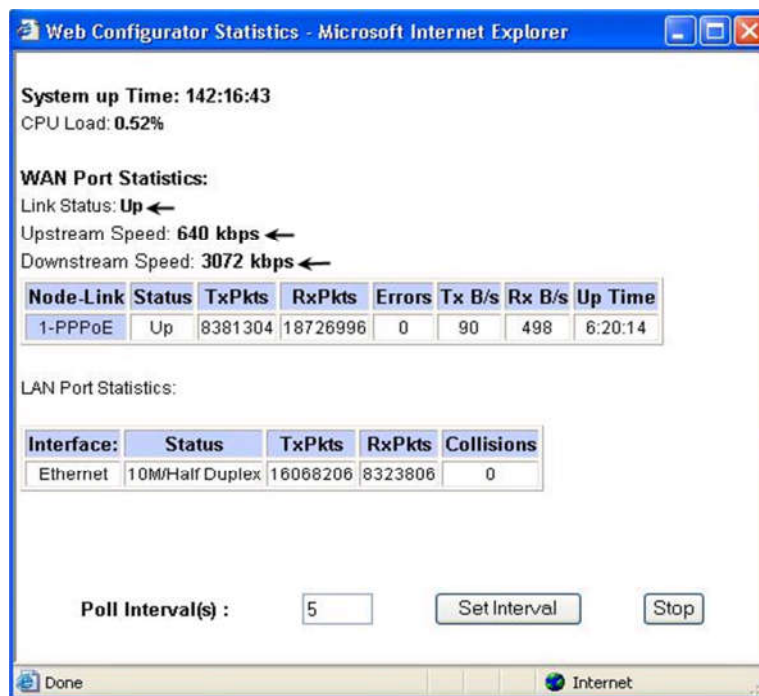 Web Configurator Statistics - Microsoft Internet Explorer
System up Time: 142:16:43
CPU Load: 0.52%
WAN Port Statistics:
Link Status: Up
Upstream Speed: 640 kbps
Downstream Speed: 3072 kbps
Node-Link Status TxPkts RxPkts Errors Tx B/s Rx B/s Up Time
1-PPPoE Up 8381304 18726996 0 90 498 6:20:14
LAN Port Statistics:
Interface: Status TxPkts RxPkts Collisions
Ethernet 10M/Half Duplex 16068206 8323806 0
Poll Interval(s) : 5 Set Interval Stop
Done Internet